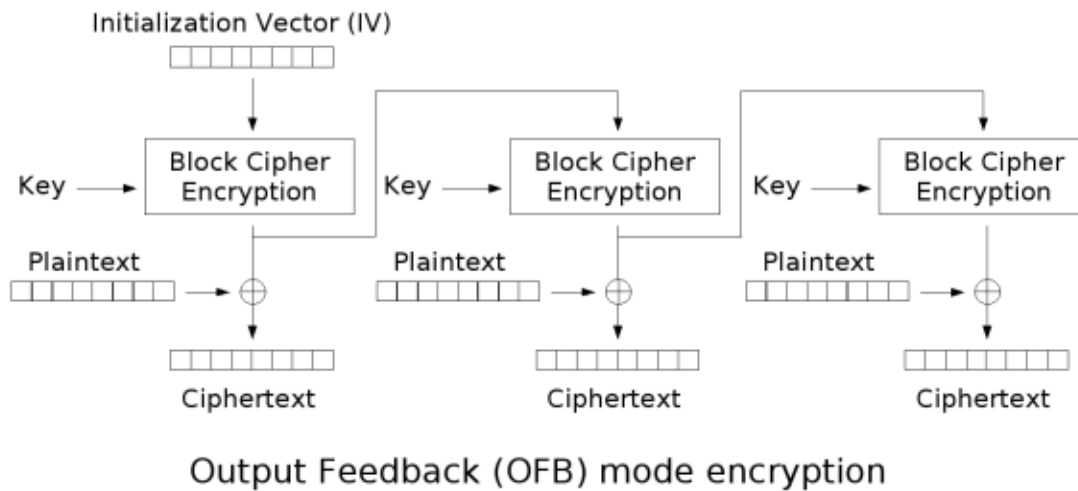 Initialization Vector (IV)
Block Cipher
Encryption
Block Cipher
Encryption
Block Cipher
Encryption
Key
Key
Key
Plaintext
Plaintext
Plaintext
Ciphertext
Ciphertext
Ciphertext
Output Feedback (OFB) mode encryption